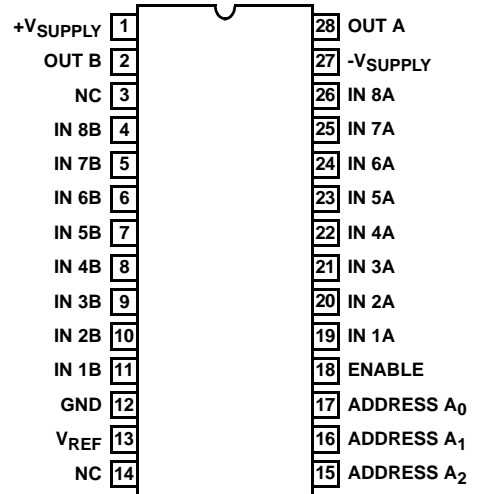 +VSUPPLY 1 28 OUT A
OUT B 2 27 -VSUPPLY
NC 3 26 IN 8A
IN 8B 4 25 IN 7A
IN 7B 5 24 IN 6A
IN 6B 6 23 IN 5A
IN 5B 7 22 IN 4A
IN 4B 8 21 IN 3A
IN 3B 9 20 IN 2A
IN 2B 10 19 IN 1A
IN 1B 11 18 ENABLE
GND 12 17 ADDRESS A0
VREF 13 16 ADDRESS A1
NC 14 15 ADDRESS A2